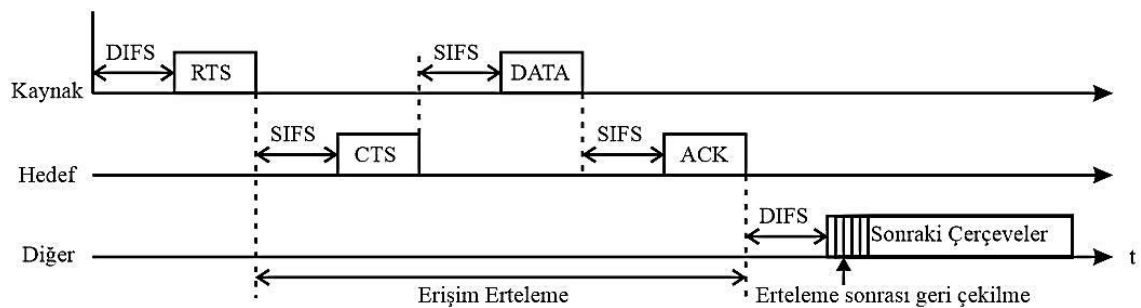 DIFS
RTS
SIFS
DATA
Kaynak
SIFS
CTS
SIFS
ACK
Hedef
DIFS
Sonraki Çerçeveler
Diğer
t
Erişim Erteleme
Erteleme sonrası geri çekilme